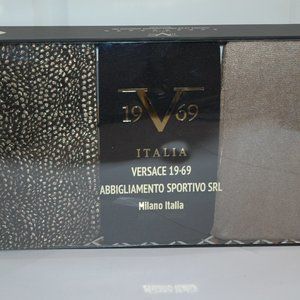 19 V 69
ITALIA
VERSACE 19·69
ABBIGLIAMENTO SPORTIVO SRL
Milano Italia